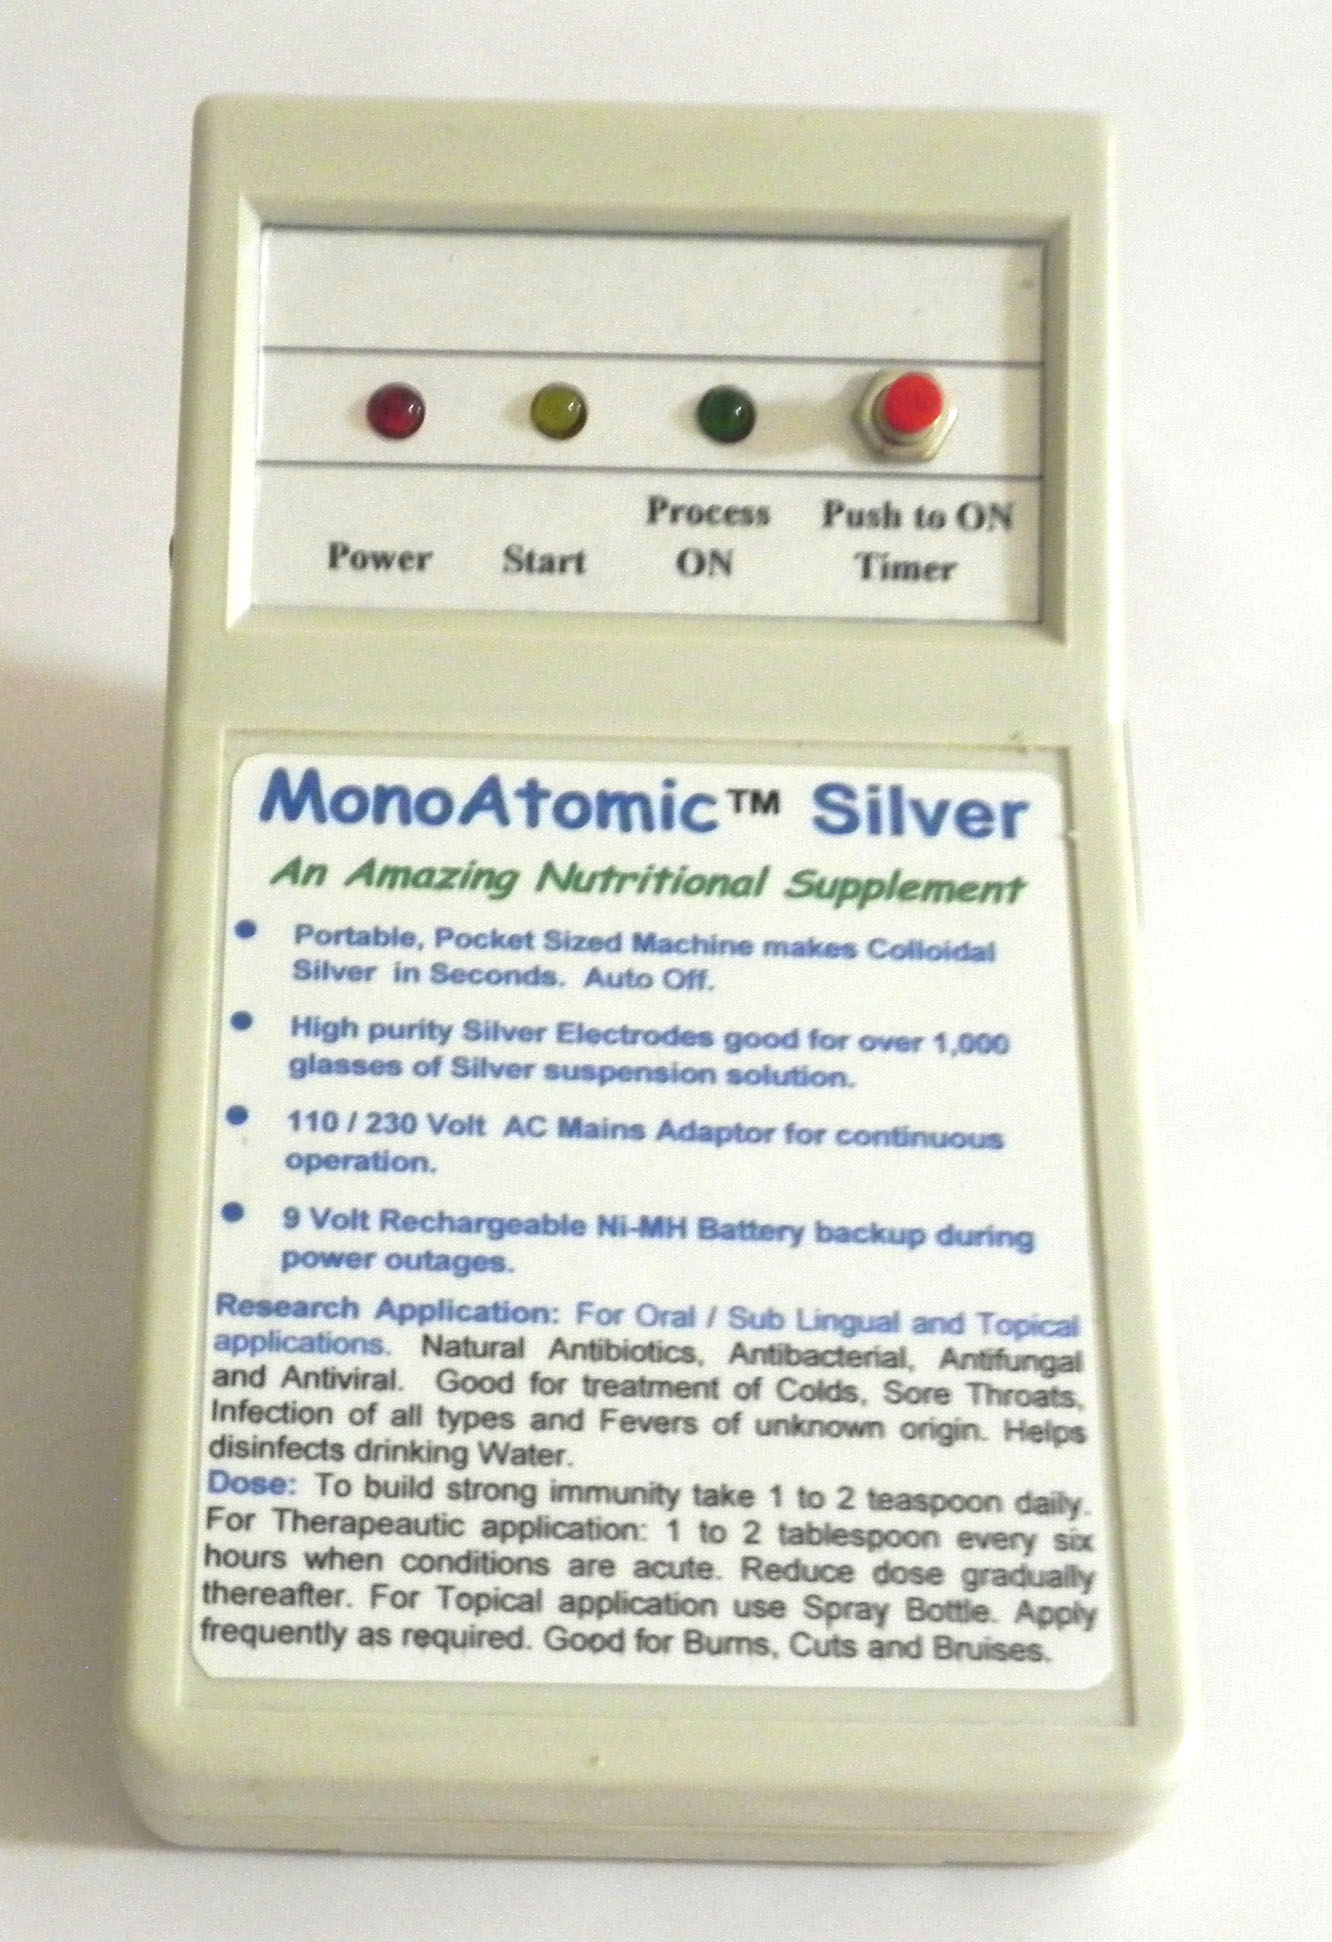 Power
Start
Process
ON
Push to ON
Timer
MonoAtomic™ Silver
An Amazing Nutritional Supplement
• Portable, Pocket Sized Machine makes Colloidal
Silver in Seconds. Auto Off.
• High purity Silver Electrodes good for over 1,000
glasses of Silver suspension solution.
• 110 / 230 Volt AC Mains Adaptor for continuous
operation.
• 9 Volt Rechargeable Ni-MH Battery backup during
power outages.
Research Application: For Oral / Sub Lingual and Topical
applications. Natural Antibiotics, Antibacterial, Antifungal
and Antiviral. Good for treatment of Colds, Sore Throats,
Infection of all types and Fevers of unknown origin. Helps
disinfects drinking Water.
Dose: To build strong immunity take 1 to 2 teaspoon daily.
For Therapeautic application: 1 to 2 tablespoon every six
hours when conditions are acute. Reduce dose gradually
thereafter. For Topical application use Spray Bottle. Apply
frequently as required. Good for Burns, Cuts and Bruises.